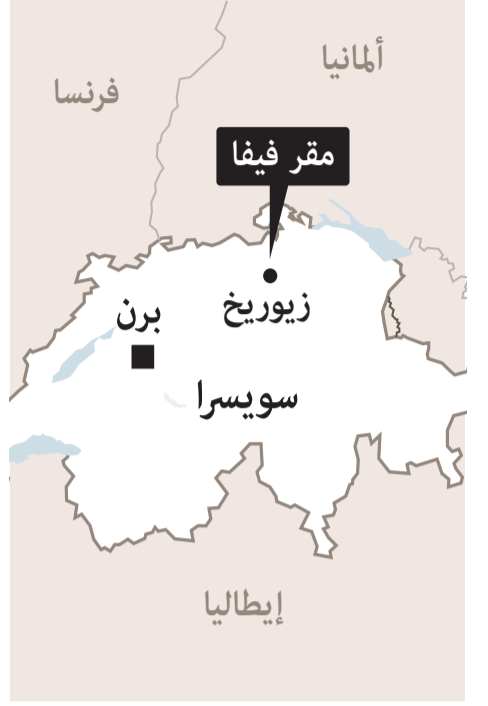 ألمانيا
فرنسا
مقر فيفا
زيوريخ
برن
سويسرا
إيطاليا